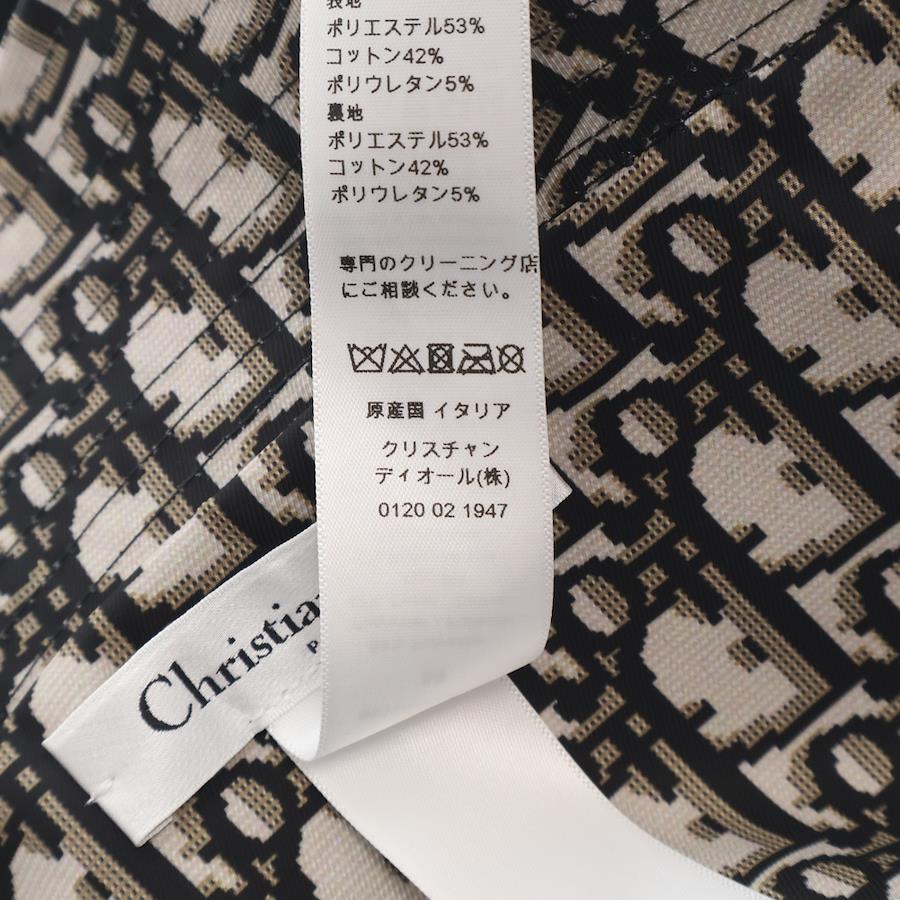 表地
ポリエステル53%
コットン42%
ポリウレタン5%
裏地
ポリエステル53%
コットン42%
ポリウレタン5%
専門のクリーニング店
にご相談ください。
原産国 イタリア
クリスチャン
ディオール(株)
0120 02 1947
Christia
P